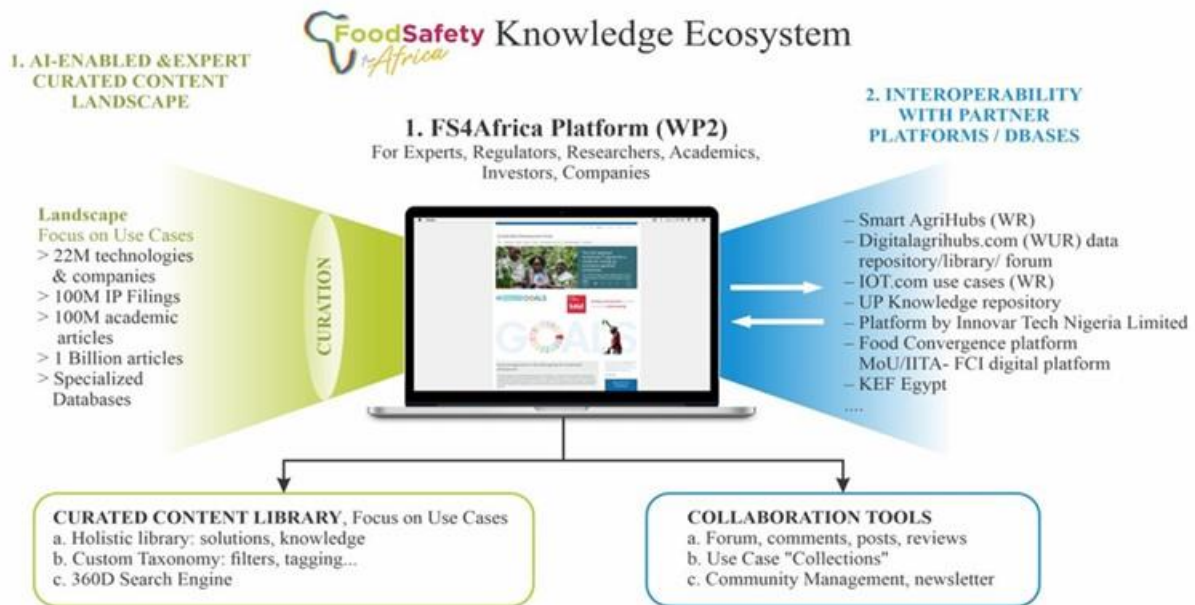 FoodSafety Knowledge Ecosystem
for Africa
1. AI-ENABLED &EXPERT
CURATED CONTENT
LANDSCAPE
1. FS4Africa Platform (WP2)
For Experts, Regulators, Researchers, Academics,
Investors, Companies
2. INTEROPERABILITY
WITH PARTNER
PLATFORMS / DBASES
Landscape
Focus on Use Cases
> 22M technologies
& companies
> 100M IP Filings
> 100M academic
articles
> 1 Billion articles
> Specialized
Databases
CURATION
GOALS
GOALS
– Smart AgriHubs (WR)
– Digitalagrihubs.com (WUR) data
repository/library/ forum
– IOT.com use cases (WR)
– UP Knowledge repository
– Platform by Innovar Tech Nigeria Limited
– Food Convergence platform
MoU/IITA- FCI digital platform
– KEF Egypt
....
CURATED CONTENT LIBRARY, Focus on Use Cases
a. Holistic library: solutions, knowledge
b. Custom Taxonomy: filters, tagging...
c. 360D Search Engine
COLLABORATION TOOLS
a. Forum, comments, posts, reviews
b. Use Case "Collections"
c. Community Management, newsletter